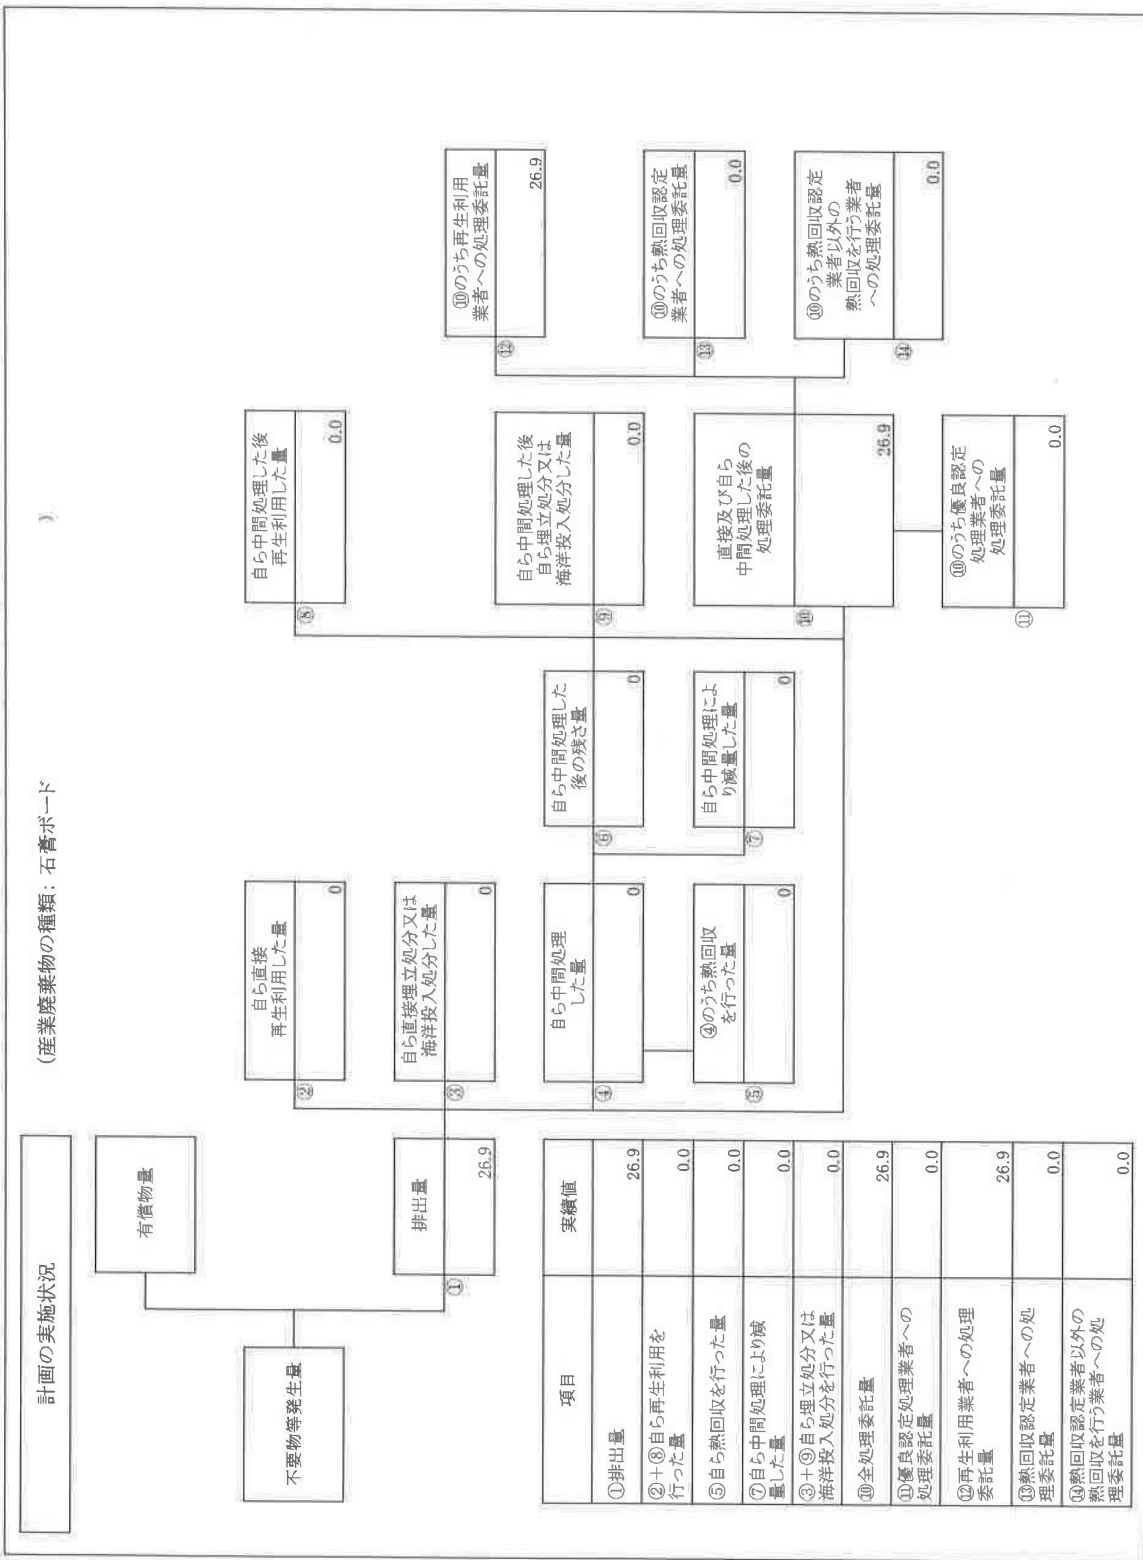 計画の実施状況
(産業廃棄物の種類: 石膏ボード
)
不要物等発生量
有償物量
①
排出量
26.9
②
自ら直接
再生利用した量
0
③
自ら直接埋立処分又は
海洋投入処分した量
0
④
自ら中間処理
した量
0
⑤
④のうち熱回収
を行った量
0
⑥
自ら中間処理した
後の残さ量
0
⑦
自ら中間処理によ
り減量した量
0
⑧
自ら中間処理した後
再生利用した量
0.0
⑨
自ら中間処理した後
自ら埋立処分又は
海洋投入処分した量
0.0
⑩
直接及び自ら
中間処理した後の
処理委託量
26.9
⑪
⑩のうち優良認定
処理業者への
処理委託量
0.0
⑫
⑩のうち再生利用
業者への処理委託量
26.9
⑬
⑩のうち熱回収認定
業者への処理委託量
0.0
⑭
⑩のうち熱回収認定
業者以外の
熱回収を行う業者
への処理委託量
0.0
項目 実績値
①排出量 26.9
②+⑧自ら再生利用を
行った量 0.0
⑤自ら熱回収を行った量 0.0
⑦自ら中間処理により減
量した量 0.0
③+⑨自ら埋立処分又は
海洋投入処分を行った量 0.0
⑩全処理委託量 26.9
⑪優良認定処理業者への
処理委託量 0.0
⑫再生利用業者への処理
委託量 26.9
⑬熱回収認定業者への処
理委託量 0.0
⑭熱回収認定業者以外の
熱回収を行う業者への処
理委託量 0.0